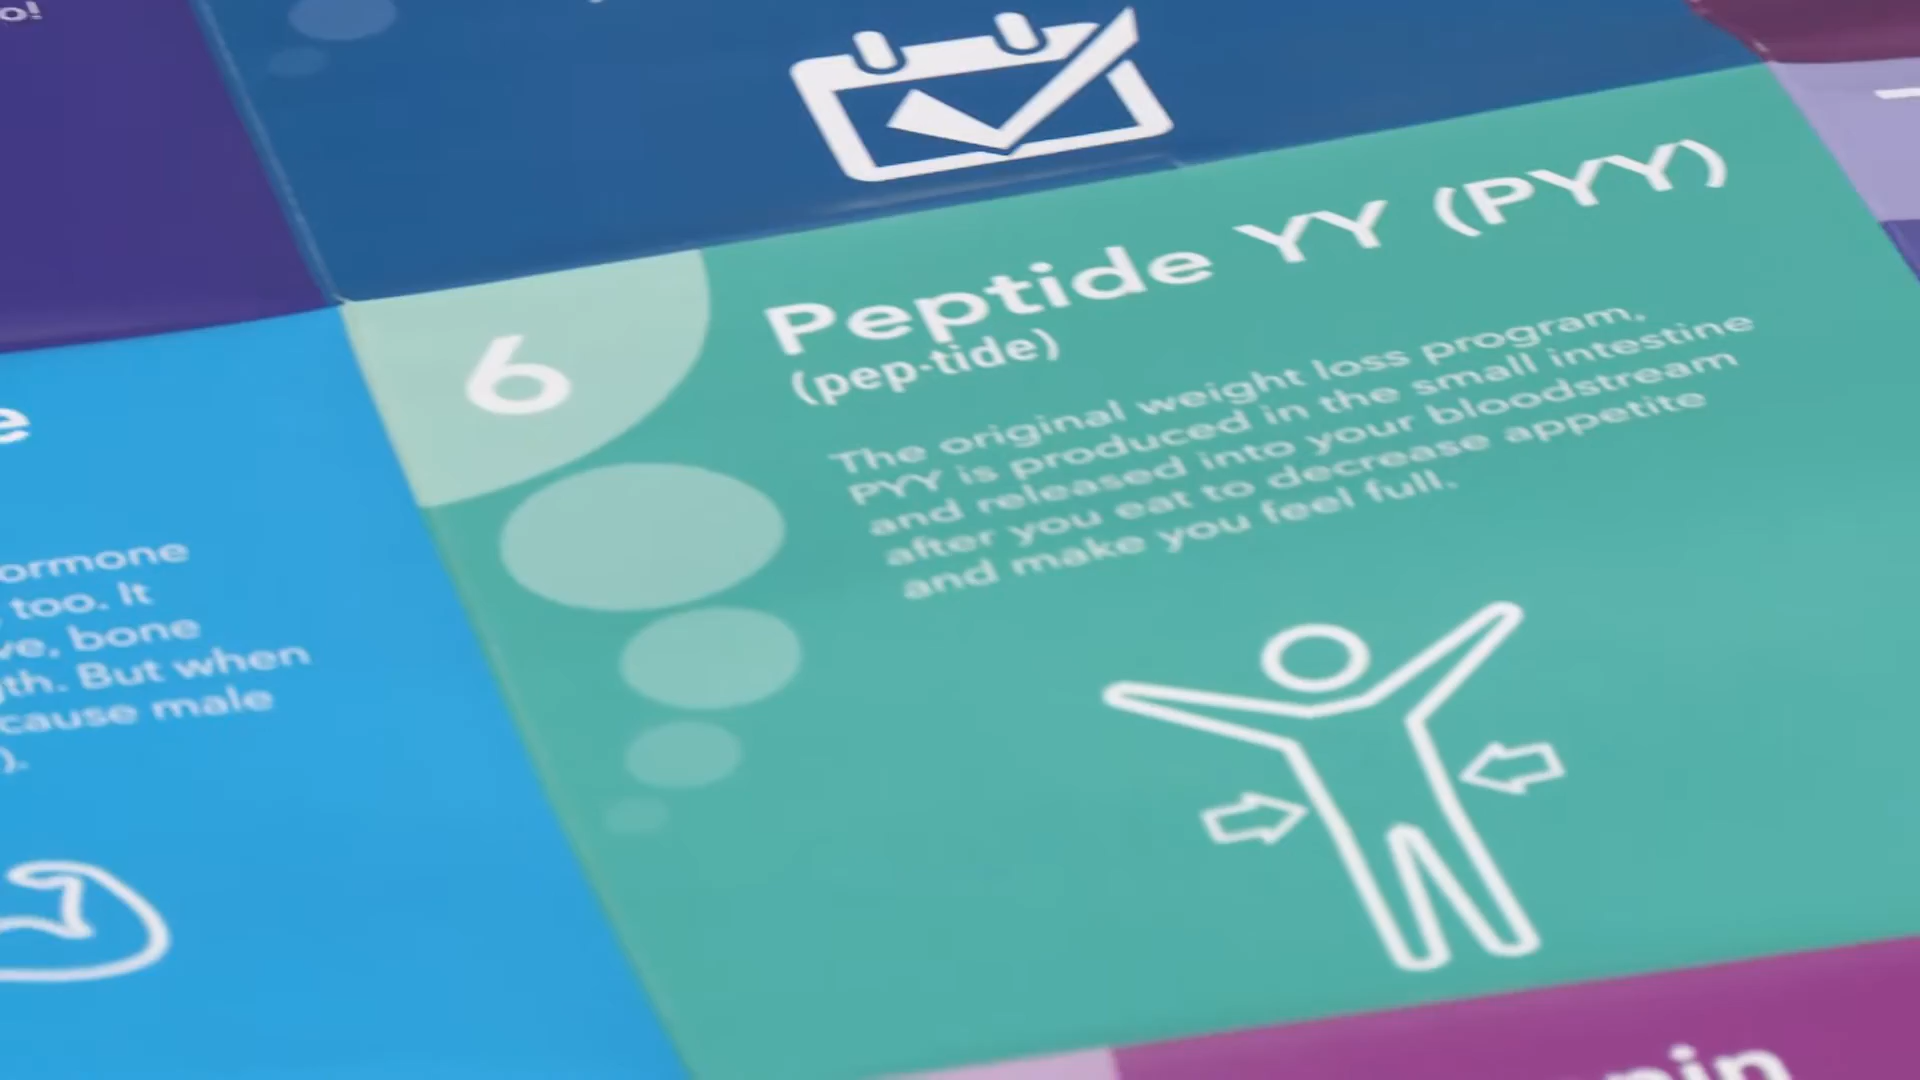 o!
6
Peptide YY (PYY)
(pep·tide)
The original weight loss program,
PYY is produced in the small intestine
and released into your bloodstream
after you eat to decrease appetite
and make you feel full.
e
ormone
too. It
ve, bone
gth. But when
cause male
).
nin